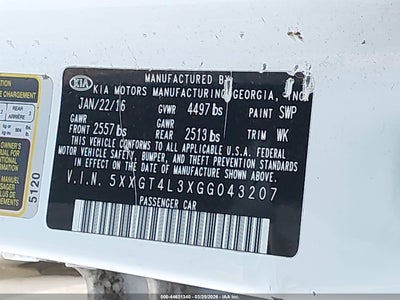 MANUFACTURED BY
KIA KIA MOTORS MANUFACTURING GEORGIA, INC.
JAN/22/16 GVWR 4497 lbs PAINT SWP
GAWR GAWR
FRONT 2557 lbs REAR 2513 lbs TRIM WK
THIS VEHICLE CONFORMS TO ALL APPLICABLE U.S.A. FEDERAL
MOTOR VEHICLE SAFETY, BUMPER, AND THEFT PREVENTION STANDARDS
IN EFFECT ON THE DATE OF MANUFACTURE SHOWN ABOVE.
V.I.N. 5XXGT4L3XGG043207
PASSENGER CAR
5120
OWNER'S
000-44631340 - 03/20/2026 - IAA, Inc.